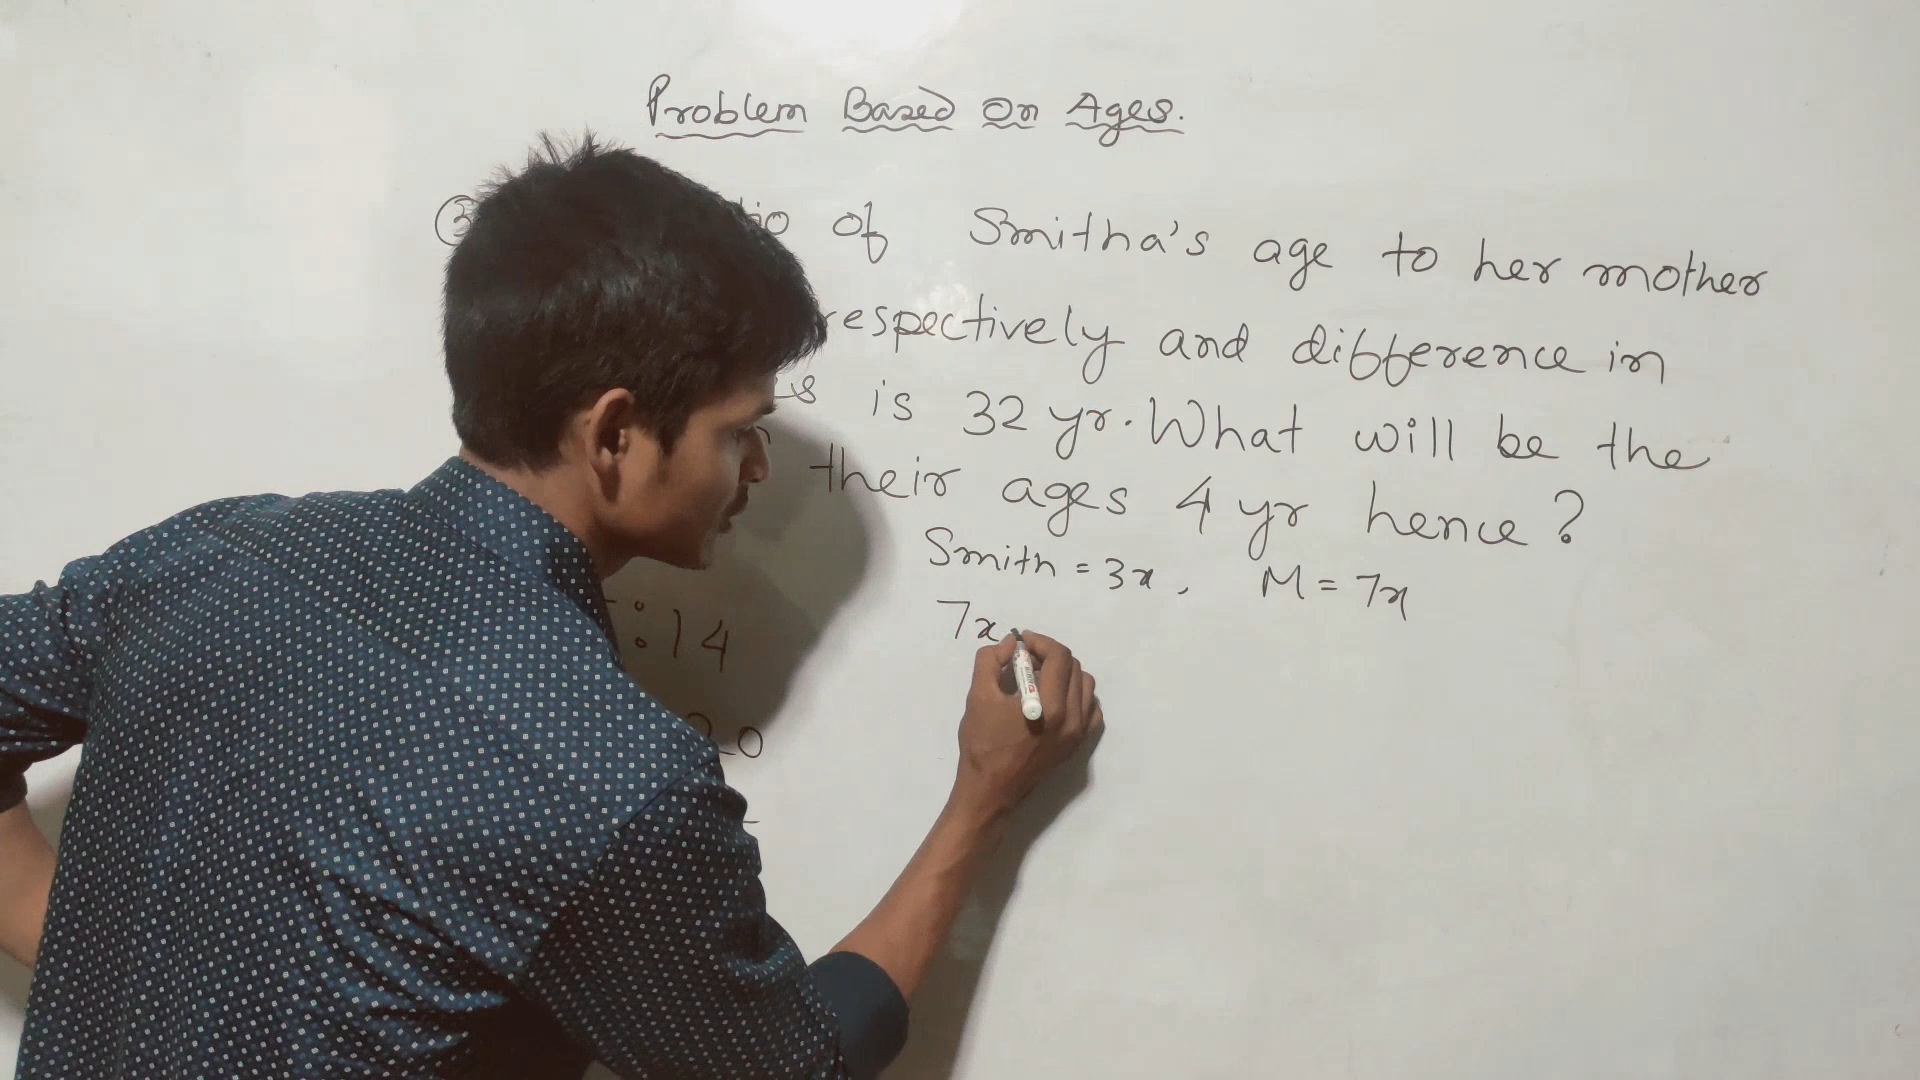 Problem Based On Ages.
③ of Smitha's age to her mother
respectively and difference in
is 32 yr. What will be the
their ages 4 yr hence?
Smith = 3x, M = 7x
7x
:14
20